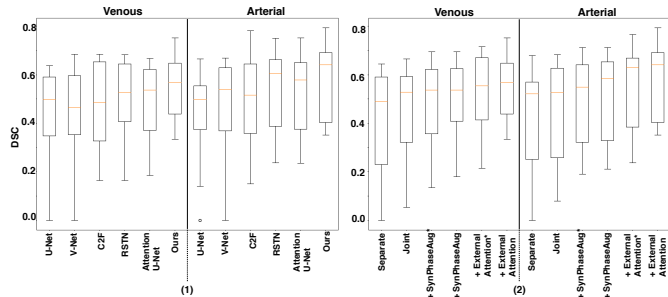 Venous
Arterial
DSC
0.8
0.6
0.4
0.2
0.0
U-Net
V-Net
C2F
RSTN
Attention
U-Net
Ours
U-Net
V-Net
C2F
RSTN
Attention
U-Net
Ours
(1)
Venous
Arterial
0.8
0.6
0.4
0.2
0.0
Separate
Joint
+ SynPhaseAug*
+ SynPhaseAug
+ External
Attention*
+ External
Attention
Separate
Joint
+ SynPhaseAug*
+ SynPhaseAug
+ External
Attention*
+ External
Attention
(2)